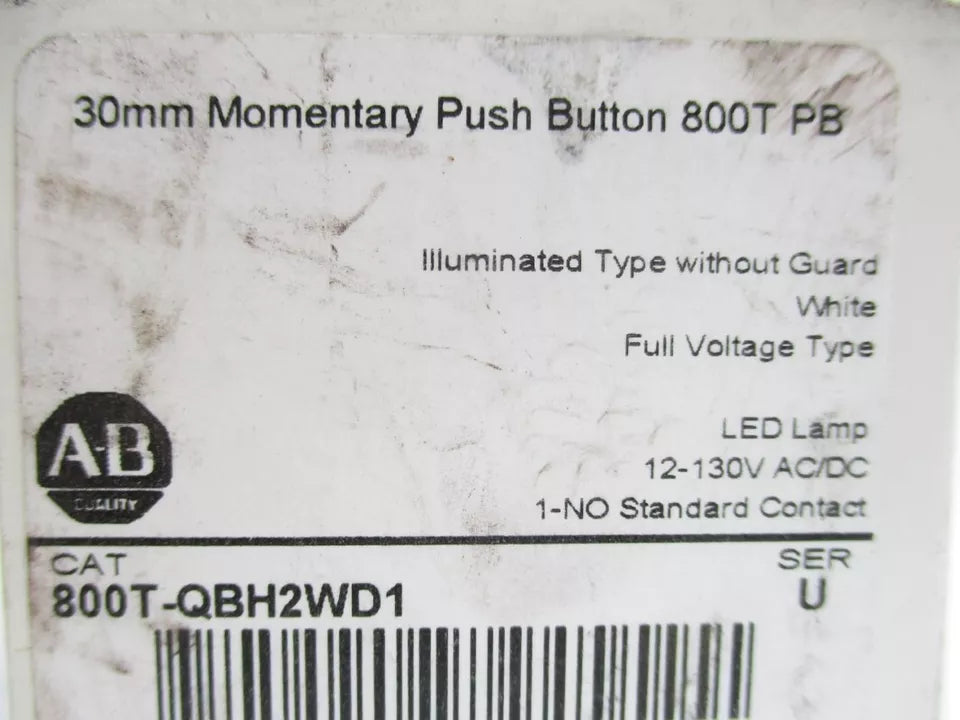 30mm Momentary Push Button 800T PB
Illuminated Type without Guard
White
Full Voltage Type
A-B
QUALITY
LED Lamp
12-130V AC/DC
1-NO Standard Contact
CAT
SER
800T-QBH2WD1
U